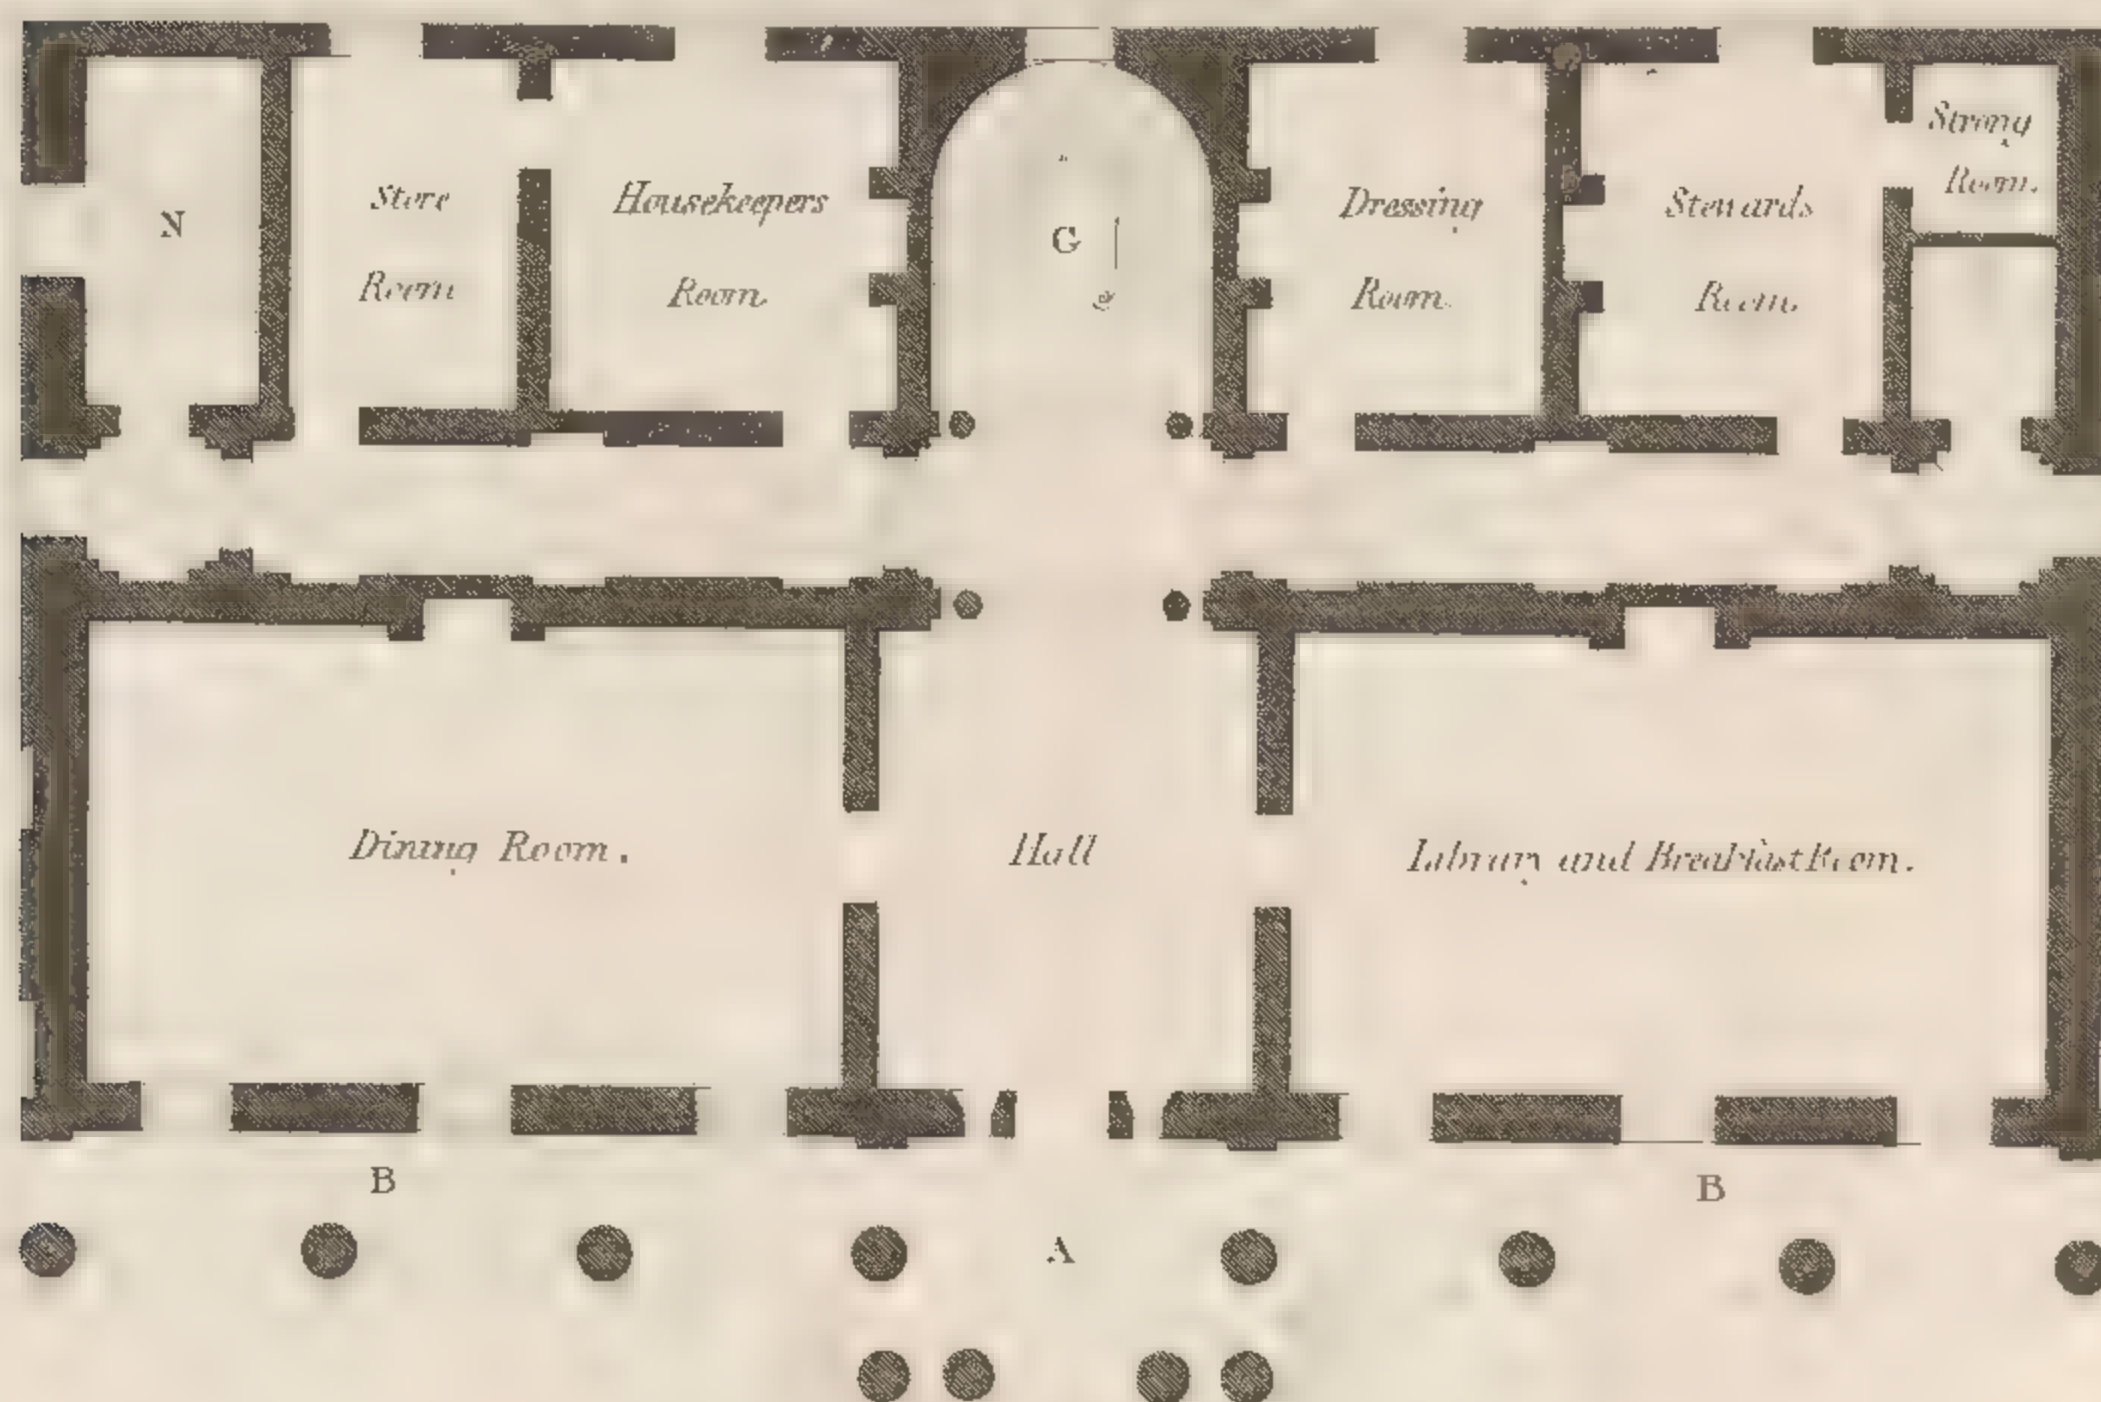 N
Store
Room
Housekeepers
Room.
G
Dressing
Room.
Stewards
Room.
Strong
Room.
Dining Room.
Hall
Library and Breakfast Room.
B
A
B